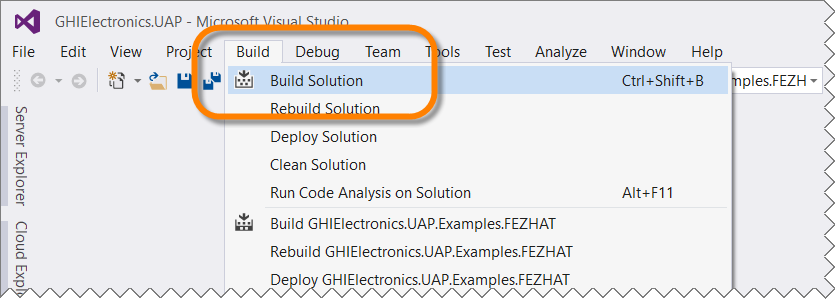 GHIElectronics.UAP - Microsoft Visual Studio
File Edit View Project Build Debug Team Tools Test Analyze Window Help
Build Solution Ctrl+Shift+B
mples.FEZH
Rebuild Solution
Deploy Solution
Clean Solution
Run Code Analysis on Solution Alt+F11
Build GHIElectronics.UAP.Examples.FEZHAT
Rebuild GHIElectronics.UAP.Examples.FEZHAT
Deploy GHIElectronics.UAP.Examples.FEZHAT
Server Explorer
Cloud Explo